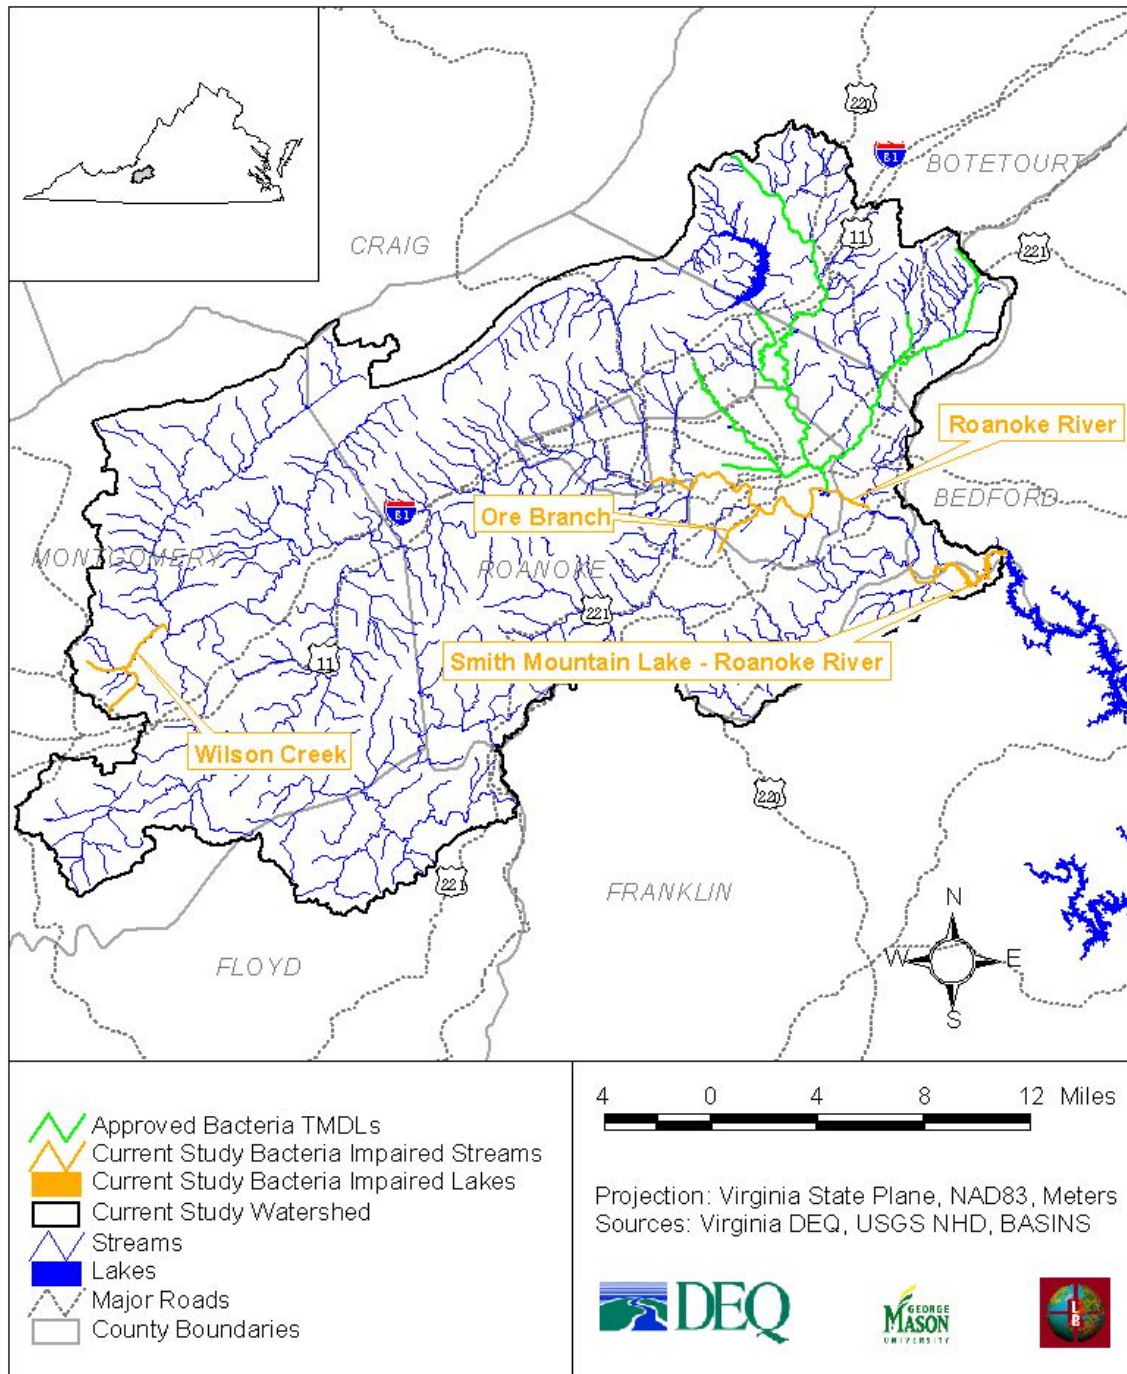 220
81
BOTETOURT
11
221
CRAIG
Roanoke River
BEDFORD
81
Ore Branch
MONTGOMERY
ROANOKE
221
11
Smith Mountain Lake - Roanoke River
Wilson Creek
220
221
FRANKLIN
FLOYD
N
W E
S
Approved Bacteria TMDLs
Current Study Bacteria Impaired Streams
Current Study Bacteria Impaired Lakes
Current Study Watershed
Streams
Lakes
Major Roads
County Boundaries
4 0 4 8 12 Miles
Projection: Virginia State Plane, NAD83, Meters
Sources: Virginia DEQ, USGS NHD, BASINS
DEQ
GEORGE
MASON
UNIVERSITY